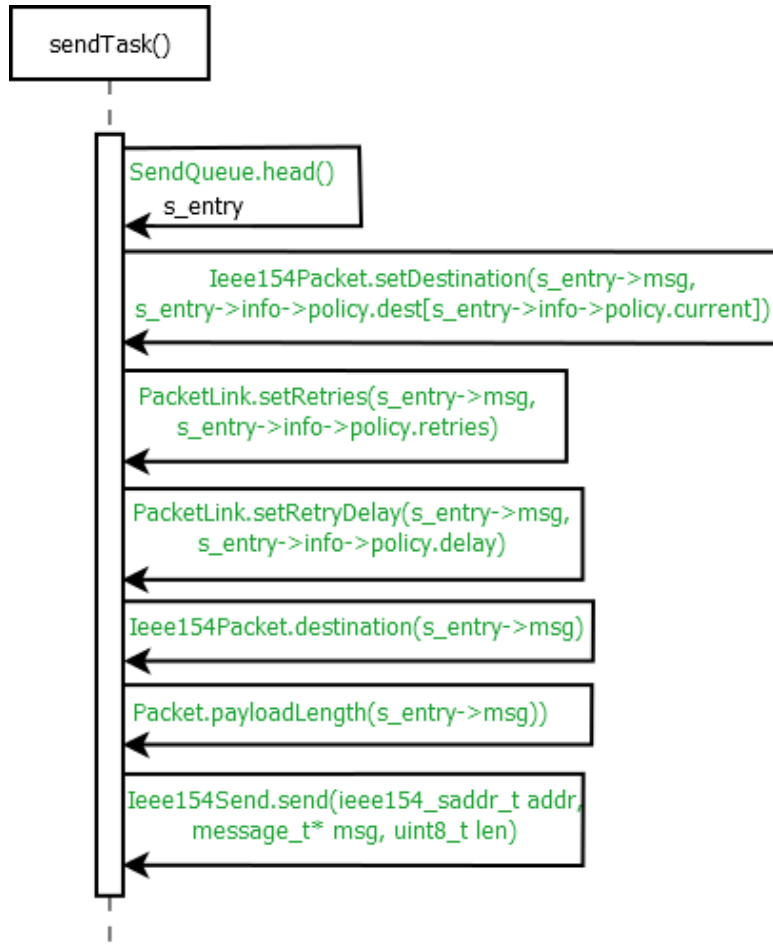 sendTask()
SendQueue.head()
s_entry
Ieee154Packet.setDestination(s_entry->msg,
s_entry->info->policy.dest[s_entry->info->policy.current])
PacketLink.setRetries(s_entry->msg,
s_entry->info->policy.retries)
PacketLink.setRetryDelay(s_entry->msg,
s_entry->info->policy.delay)
Ieee154Packet.destination(s_entry->msg)
Packet.payloadLength(s_entry->msg))
Ieee154Send.send(ieee154_saddr_t addr,
message_t* msg, uint8_t len)